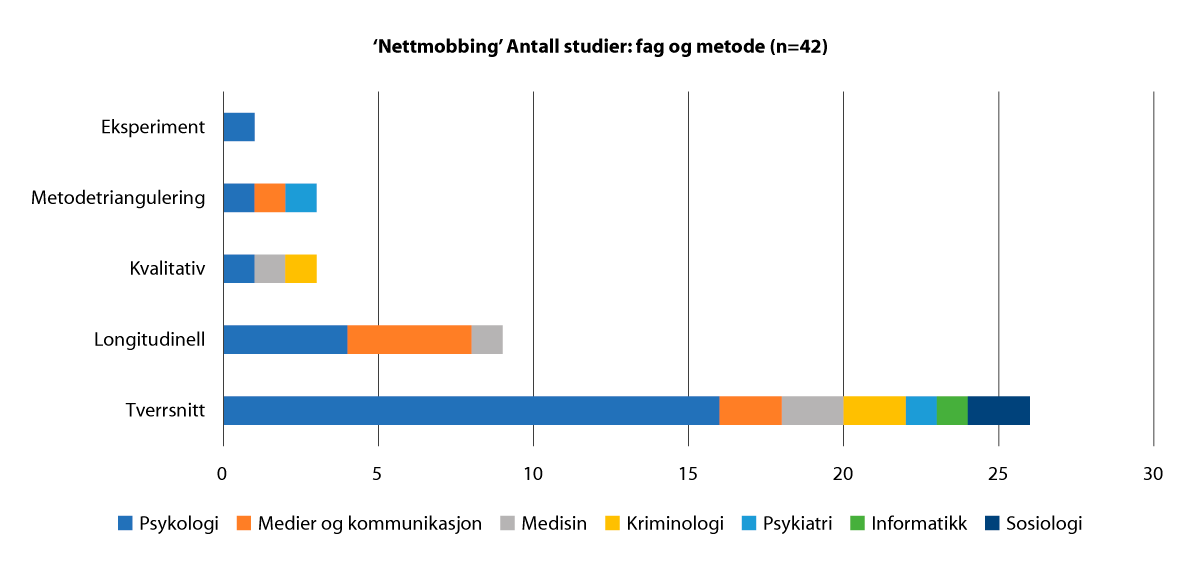 ‘Nettmobbing’ Antall studier: fag og metode (n=42)
Eksperiment
Metodetriangulering
Kvalitativ
Longitudinell
Tverrsnitt
0 5 10 15 20 25 30
Psykologi Medier og kommunikasjon Medisin Kriminologi Psykiatri Informatikk Sosiologi